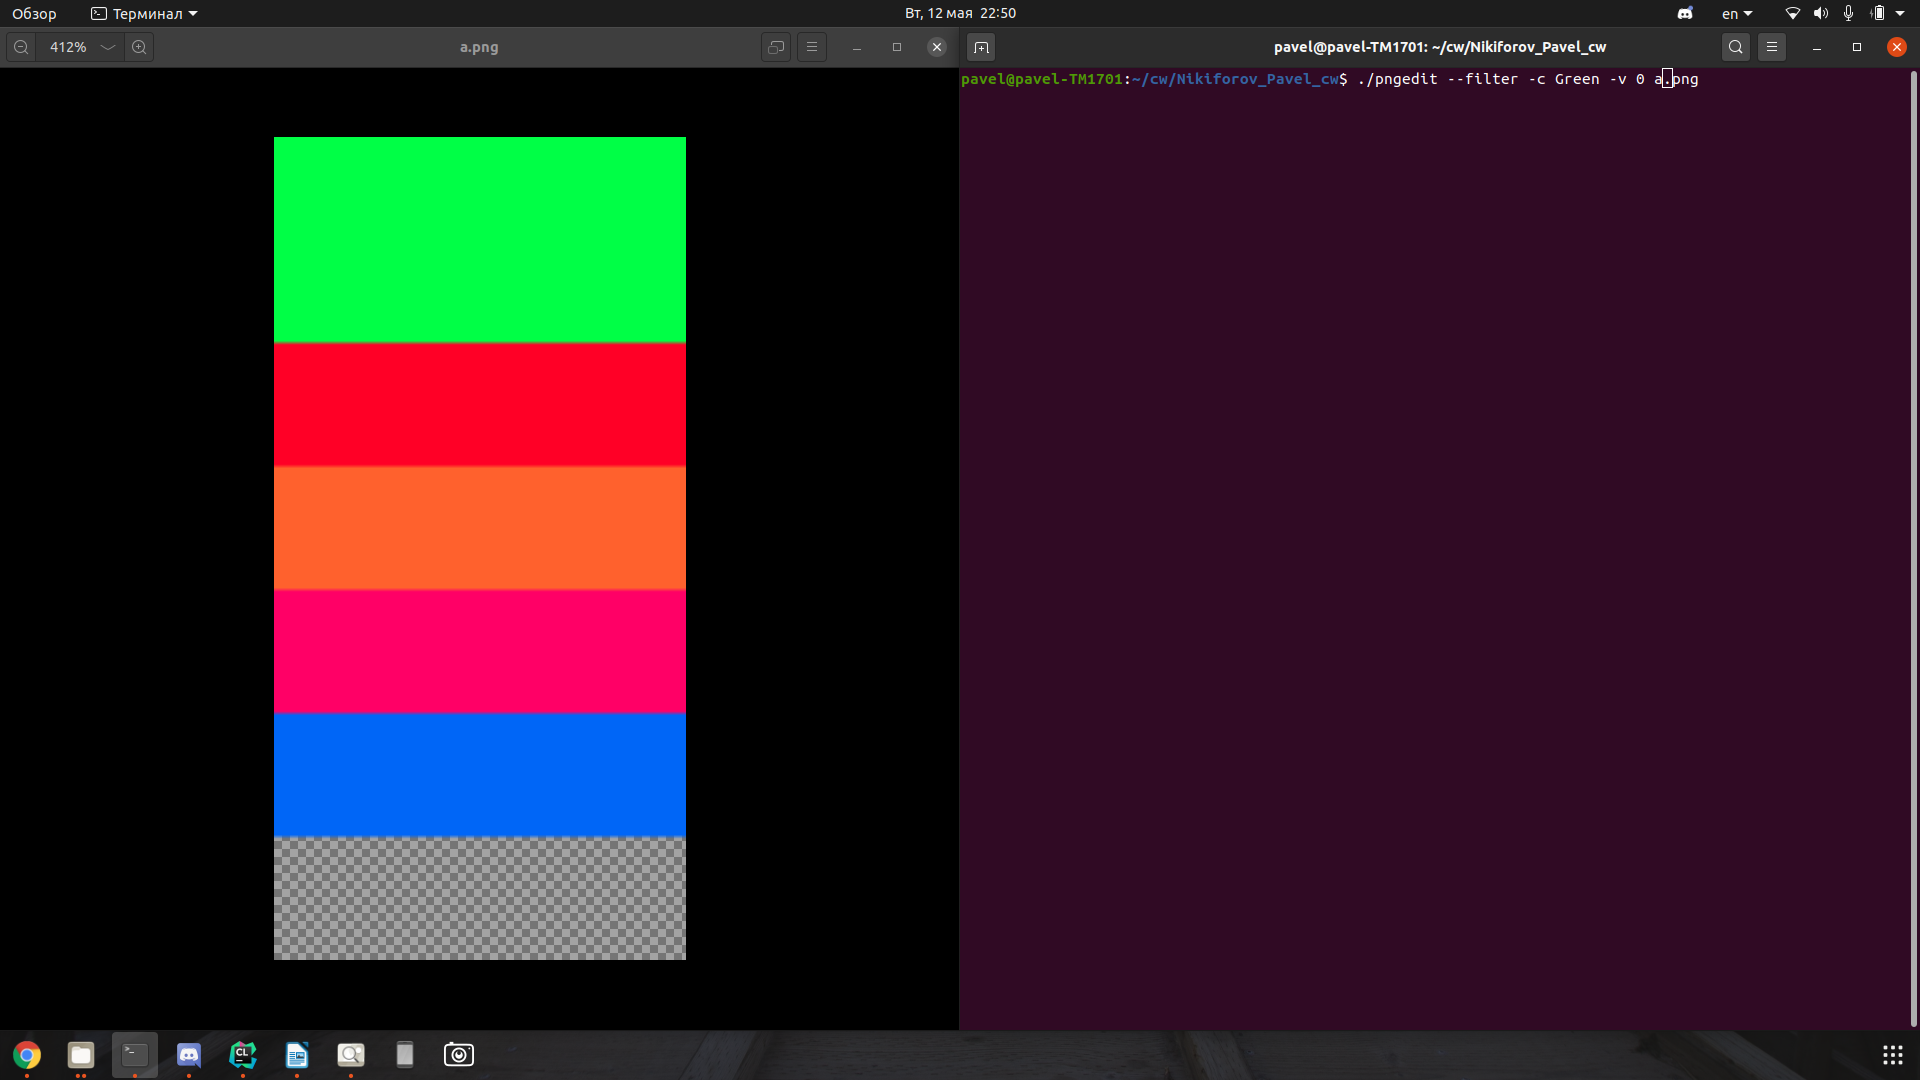 Обзор
Терминал
Вт, 12 мая 22:50
en
412%
a.png
pavel@pavel-TM1701: ~/cw/Nikiforov_Pavel_cw
pavel@pavel-TM1701:~/cw/Nikiforov_Pavel_cw$ ./pngedit --filter -c Green -v 0 a.png
CL